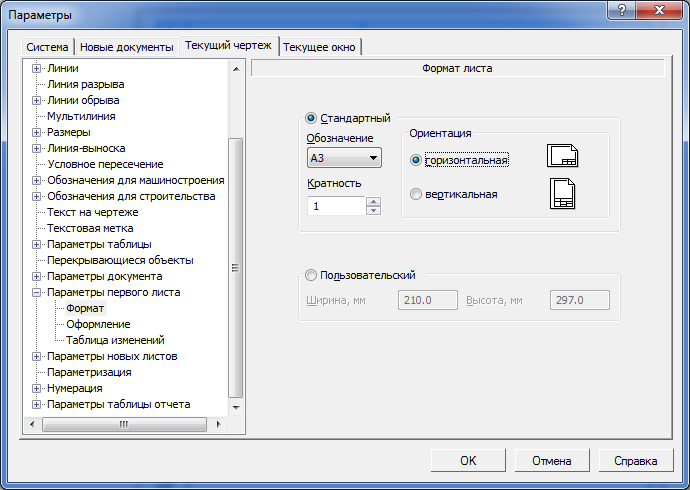 Параметры
Система Новые документы Текущий чертеж Текущее окно
Линии
Линия разрыва
Линии обрыва
Мультилиния
Размеры
Линия-выноска
Условное пересечение
Обозначения для машиностроения
Обозначения для строительства
Текст на чертеже
Текстовая метка
Параметры таблицы
Перекрывающиеся объекты
Параметры документа
Параметры первого листа
Формат
Оформление
Таблица изменений
Параметры новых листов
Параметризация
Нумерация
Параметры таблицы отчета
Формат листа
Стандартный
Обозначение
A3
Кратность
1
Ориентация
горизонтальная
вертикальная
Пользовательский
Ширина, мм 210.0 Высота, мм 297.0
OK Отмена Справка